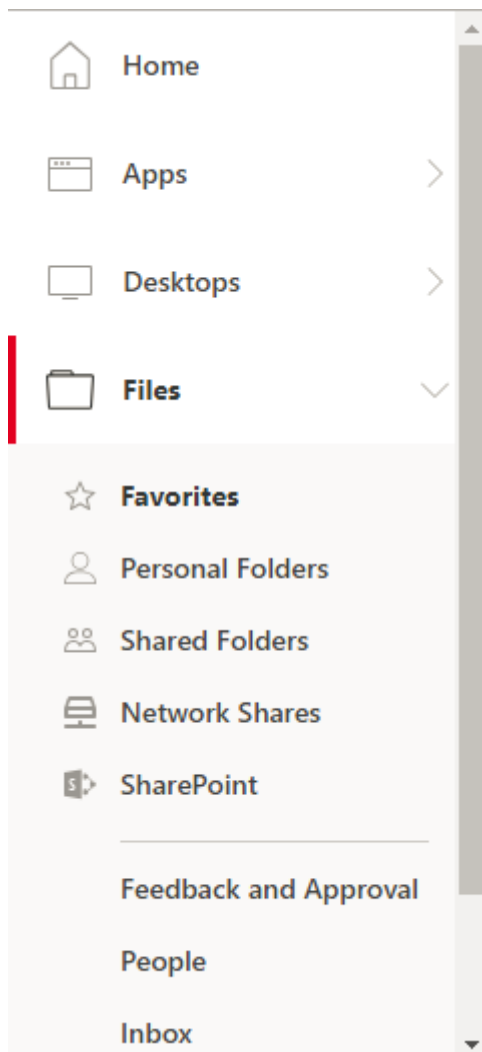 Home
Apps
Desktops
Files
Favorites
Personal Folders
Shared Folders
Network Shares
S SharePoint
Feedback and Approval
People
Inbox